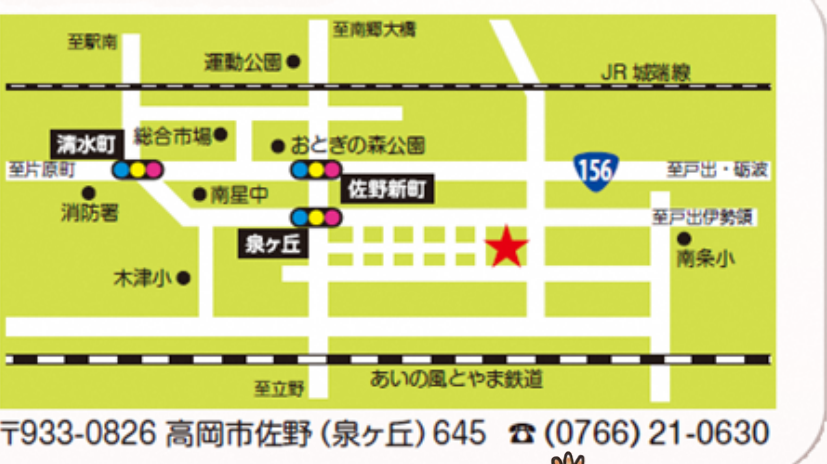 至駅南
至南郷大橋
運動公園
JR 城端線
清水町
総合市場
おとぎの森公園
至片原町
156
至戸出・砺波
消防署
南星中
佐野新町
至戸出伊勢領
泉ヶ丘
南条小
木津小
至立野
あいの風とやま鉄道
〒933-0826 高岡市佐野(泉ヶ丘)645 ☎(0766)21-0630